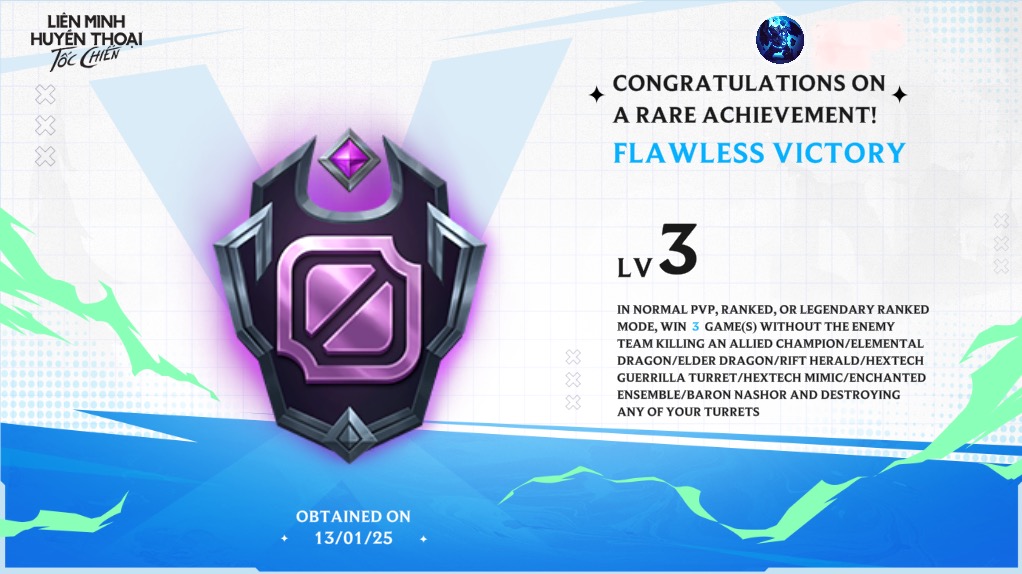 LIÊN MINH
HUYỀN THOẠI
TỐC CHIẾN
CONGRATULATIONS ON
A RARE ACHIEVEMENT!
FLAWLESS VICTORY
LV 3
IN NORMAL PVP, RANKED, OR LEGENDARY RANKED
MODE, WIN 3 GAME(S) WITHOUT THE ENEMY
TEAM KILLING AN ALLIED CHAMPION/ELEMENTAL
DRAGON/ELDER DRAGON/RIFT HERALD/HEXTECH
GUERRILLA TURRET/HEXTECH MIMIC/ENCHANTED
ENSEMBLE/BARON NASHOR AND DESTROYING
ANY OF YOUR TURRETS
OBTAINED ON
13/01/25